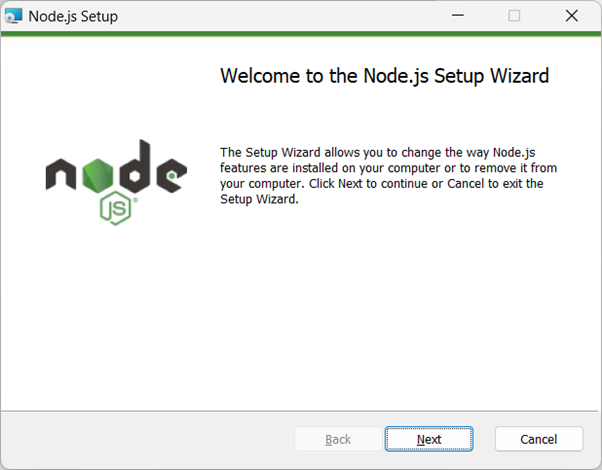 Node.js Setup
Welcome to the Node.js Setup Wizard
node
JS®
The Setup Wizard allows you to change the way Node.js
features are installed on your computer or to remove it from
your computer. Click Next to continue or Cancel to exit the
Setup Wizard.
Back Next Cancel